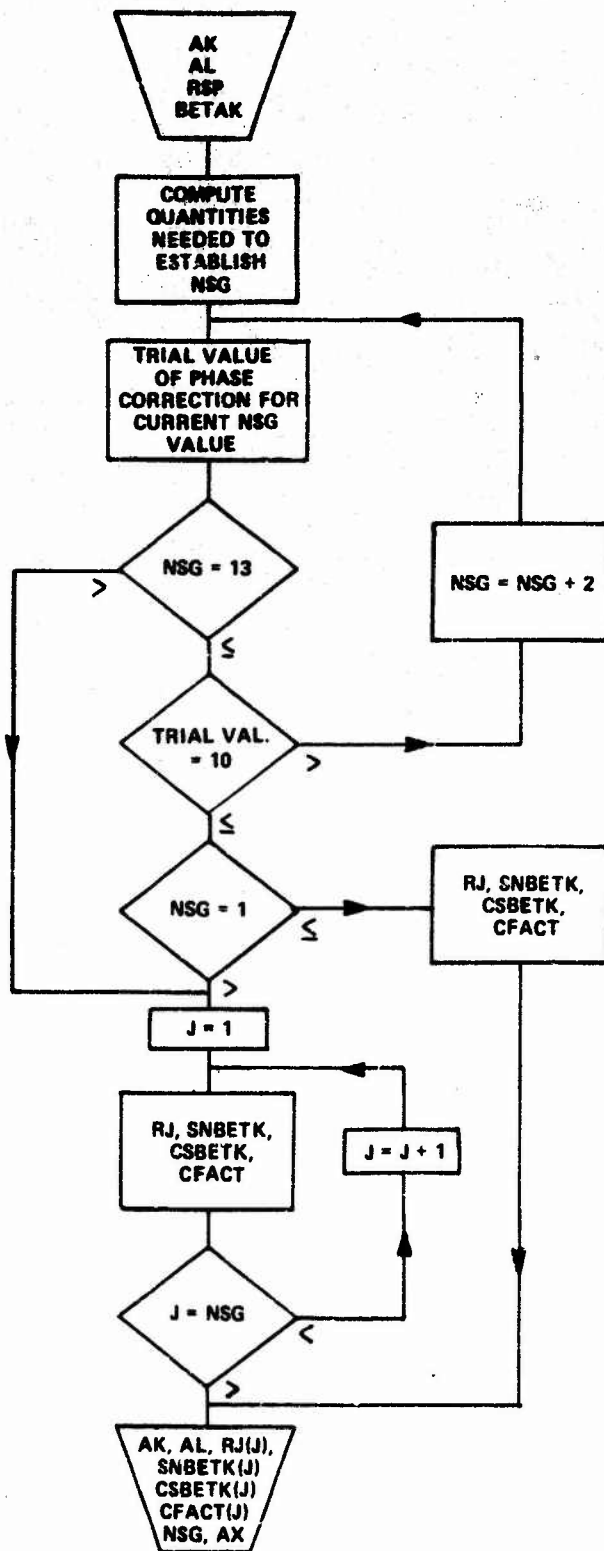 AK
AL
RSP
BETAK
COMPUTE
QUANTITIES
NEEDED TO
ESTABLISH
NSG
TRIAL VALUE
OF PHASE
CORRECTION FOR
CURRENT NSG
VALUE
NSG = 13
>
≤
NSG = NSG + 2
TRIAL VAL.
= 10
>
≤
NSG = 1
≤
>
RJ, SNBETK,
CSBETK,
CFACT
J = 1
RJ, SNBETK,
CSBETK,
CFACT
J = J + 1
J = NSG
<
>
AK, AL, RJ(J),
SNBETK(J)
CSBETK(J)
CFACT(J)
NSG, AX